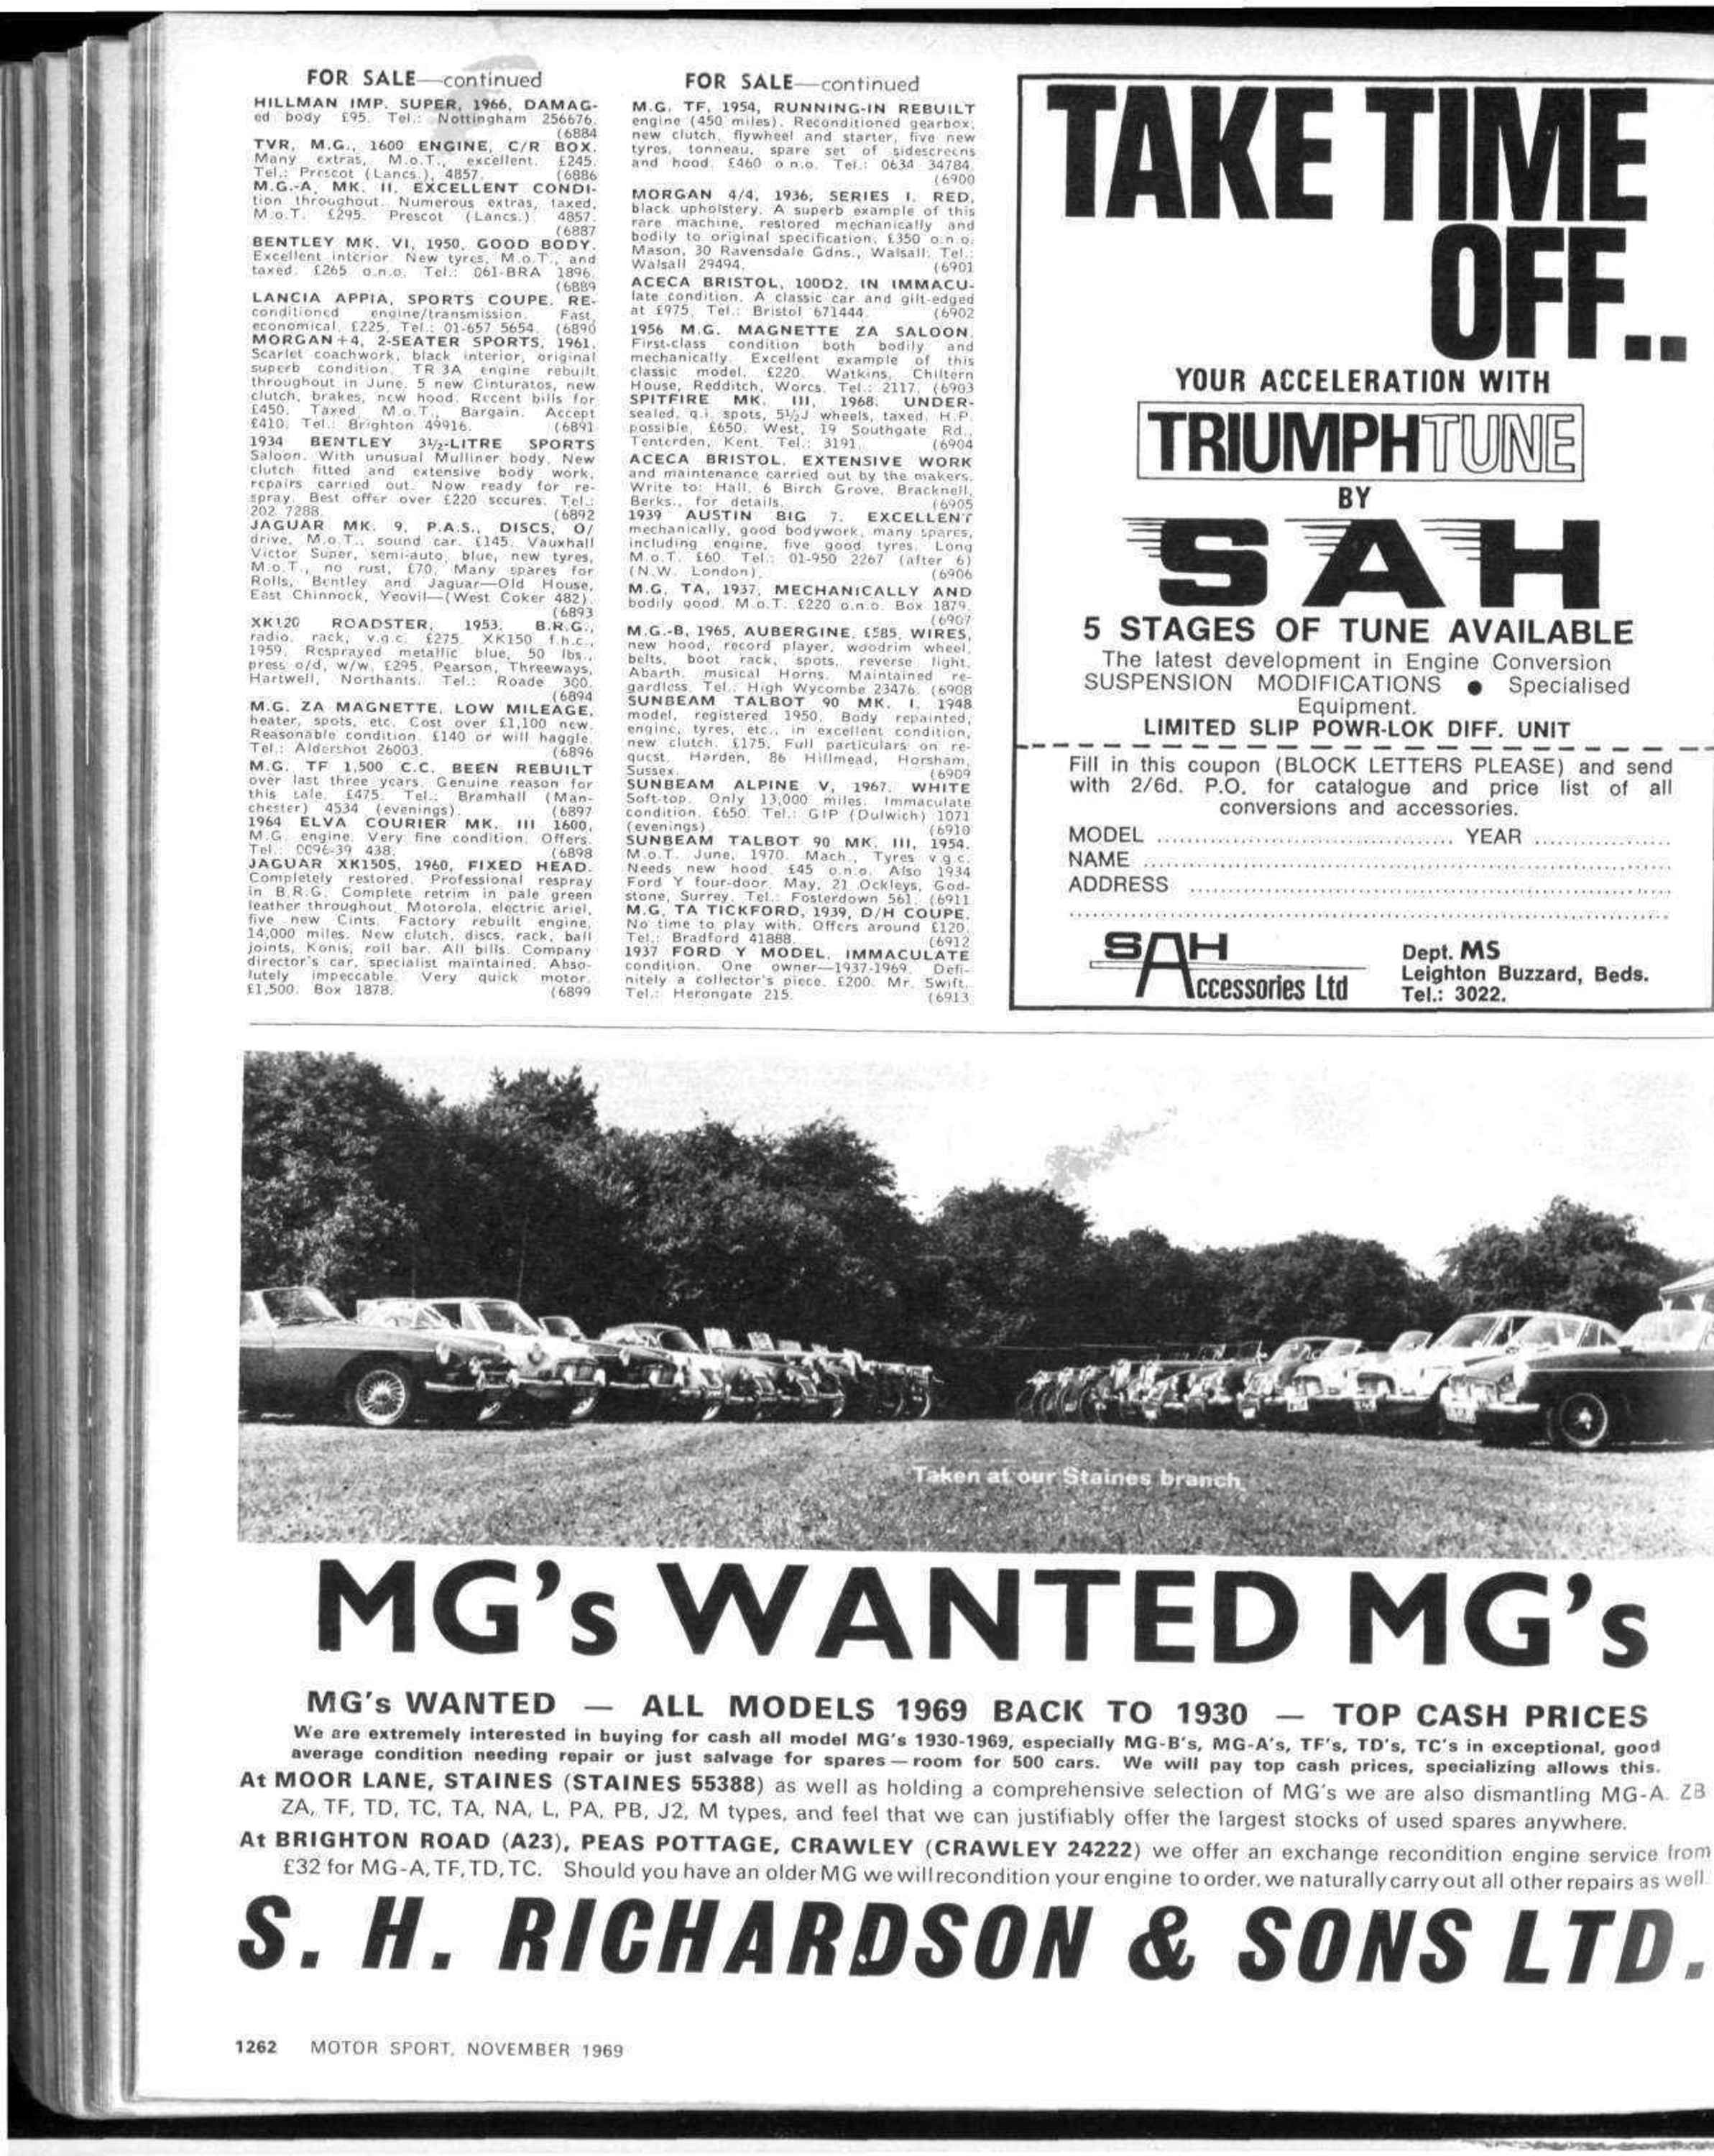 FOR SALE—continued
HILLMAN IMP. SUPER, 1966, DAMAG-
ed body £95. Tel.: Nottingham 256676.
(6884
TVR, M.G., 1600 ENGINE, C/R BOX.
Many extras, M.o.T., excellent. £245.
Tel.: Prescot (Lancs.), 4857. (6886
M.G.-A, MK. II, EXCELLENT CONDI-
tion throughout. Numerous extras, taxed,
M.o.T. £295. Prescot (Lancs.) 4857.
(6887
BENTLEY MK. VI, 1950, GOOD BODY.
Excellent interior. New tyres, M.o.T., and
taxed. £265 o.n.o. Tel.: 061-BRA 1896.
(6889
LANCIA APPIA, SPORTS COUPE. RE-
conditioned engine/transmission. Fast,
economical, £225. Tel.: 01-657 5654. (6890
MORGAN +4, 2-SEATER SPORTS, 1961,
Scarlet coachwork, black interior, original
superb condition. TR 3A engine rebuilt
throughout in June. 5 new Cinturatos, new
clutch, brakes, new hood. Recent bills for
£450. Taxed M.o.T., Bargain. Accept
£410. Tel.: Brighton 49916. (6891
1934 BENTLEY 3½-LITRE SPORTS
Saloon. With unusual Mulliner body. New
clutch fitted and extensive body work,
repairs carried out. Now ready for re-
spray. Best offer over £220 secures. Tel.:
202 7288. (6892
JAGUAR MK. 9, P.A.S., DISCS, O/
drive, M.o.T., sound car. £145. Vauxhall
Victor Super, semi-auto, blue, new tyres,
M.o.T., no rust, £70. Many spares for
Rolls, Bentley and Jaguar—Old House,
East Chinnock, Yeovil—(West Coker 482).
(6893
XK120 ROADSTER, 1953. B.R.G.,
radio, rack, v.g.c. £275. XK150 f.h.c.,
1959. Resprayed metallic blue, 50 lbs.,
press o/d, w/w. £295. Pearson, Threeways,
Hartwell, Northants. Tel.: Roade 300.
(6894
M.G. ZA MAGNETTE, LOW MILEAGE,
heater, spots, etc. Cost over £1,100 new.
Reasonable condition. £140 or will haggle.
Tel.: Aldershot 26003. (6896
M.G. TF 1,500 C.C. BEEN REBUILT
over last three years. Genuine reason for
this sale. £475. Tel.: Bramhall (Man-
chester) 4534 (evenings). (6897
1964 ELVA COURIER MK. III 1600,
M.G. engine. Very fine condition. Offers.
Tel.: 0096-39 438. (6898
JAGUAR XK150S, 1960, FIXED HEAD.
Completely restored. Professional respray
in B.R.G. Complete retrim in pale green
leather throughout. Motorola, electric ariel,
five new Cints. Factory rebuilt engine,
14,000 miles. New clutch, discs, rack, ball
joints, Konis, roll bar. All bills. Company
director's car, specialist maintained. Abso-
lutely impeccable. Very quick motor.
£1,500. Box 1878. (6899
FOR SALE—continued
M.G. TF, 1954, RUNNING-IN REBUILT
engine (450 miles). Reconditioned gearbox,
new clutch, flywheel and starter, five new
tyres, tonneau, spare set of sidescreens
and hood. £460 o.n.o. Tel.: 0634 34784.
(6900
MORGAN 4/4, 1936, SERIES I. RED,
black upholstery. A superb example of this
rare machine, restored mechanically and
bodily to original specification, £350 o.n.o.
Mason, 30 Ravensdale Gdns., Walsall. Tel.:
Walsall 29494. (6901
ACECA BRISTOL, 100D2. IN IMMACU-
late condition. A classic car and gilt-edged
at £975. Tel.: Bristol 671444. (6902
1956 M.G. MAGNETTE ZA SALOON.
First-class condition both bodily and
mechanically. Excellent example of this
classic model. £220. Watkins, Chiltern
House, Redditch, Worcs. Tel.: 2117. (6903
SPITFIRE MK. III, 1968. UNDER-
sealed, q.i. spots, 5½J wheels, taxed. H.P.
possible, £650. West, 19 Southgate Rd.,
Tenterden, Kent. Tel.: 3191. (6904
ACECA BRISTOL. EXTENSIVE WORK
and maintenance carried out by the makers.
Write to: Hall, 6 Birch Grove, Bracknell,
Berks., for details. (6905
1939 AUSTIN BIG 7. EXCELLENT
mechanically, good bodywork, many spares,
including engine, five good tyres. Long
M.o.T. £60. Tel.: 01-950 2267 (after 6)
(N.W. London). (6906
M.G. TA, 1937, MECHANICALLY AND
bodily good. M.o.T. £220 o.n.o. Box 1879.
(6907
M.G.-B, 1965, AUBERGINE, £585, WIRES,
new hood, record player, woodrim wheel,
belts, boot rack, spots, reverse light,
Abarth, musical Horns. Maintained re-
gardless. Tel.: High Wycombe 23476. (6908
SUNBEAM TALBOT 90 MK. I, 1948
model, registered 1950. Body repainted,
engine, tyres, etc., in excellent condition,
new clutch. £175. Full particulars on re-
quest. Harden, 86 Hillmead, Horsham,
Sussex. (6909
SUNBEAM ALPINE V, 1967. WHITE
Soft-top. Only 13,000 miles. Immaculate
condition. £650. Tel.: GIP (Dulwich) 1071
(evenings). (6910
SUNBEAM TALBOT 90 MK. III, 1954.
M.o.T. June, 1970. Mach., Tyres v.g.c.
Needs new hood. £45 o.n.o. Also 1934
Ford Y four-door. May, 21 Ockleys, God-
stone, Surrey. Tel.: Fosterdown 561. (6911
M.G. TA TICKFORD, 1939, D/H COUPE.
No time to play with. Offers around £120.
Tel.: Bradford 41888. (6912
1937 FORD Y MODEL, IMMACULATE
condition. One owner—1937-1969. Defi-
nitely a collector's piece. £200. Mr. Swift.
Tel.: Herongate 215. (6913
TAKE TIME
OFF..
YOUR ACCELERATION WITH
TRIUMPHTUNE
BY
SAH
5 STAGES OF TUNE AVAILABLE
The latest development in Engine Conversion
SUSPENSION MODIFICATIONS ● Specialised
Equipment.
LIMITED SLIP POWR-LOK DIFF. UNIT
Fill in this coupon (BLOCK LETTERS PLEASE) and send
with 2/6d. P.O. for catalogue and price list of all
conversions and accessories.
MODEL ........ YEAR ........
NAME ........
ADDRESS ........
SAH
Accessories Ltd
Dept. MS
Leighton Buzzard, Beds.
Tel.: 3022.
Taken at our Staines branch
MG's WANTED MG's
MG's WANTED — ALL MODELS 1969 BACK TO 1930 — TOP CASH PRICES
We are extremely interested in buying for cash all model MG's 1930-1969, especially MG-B's, MG-A's, TF's, TD's, TC's in exceptional, good
average condition needing repair or just salvage for spares — room for 500 cars. We will pay top cash prices, specializing allows this.
At MOOR LANE, STAINES (STAINES 55388) as well as holding a comprehensive selection of MG's we are also dismantling MG-A. ZB
ZA, TF, TD, TC, TA, NA, L, PA, PB, J2, M types, and feel that we can justifiably offer the largest stocks of used spares anywhere.
At BRIGHTON ROAD (A23), PEAS POTTAGE, CRAWLEY (CRAWLEY 24222) we offer an exchange recondition engine service from
£32 for MG-A, TF, TD, TC. Should you have an older MG we will recondition your engine to order, we naturally carry out all other repairs as well.
S. H. RICHARDSON & SONS LTD.
1262 MOTOR SPORT, NOVEMBER 1969